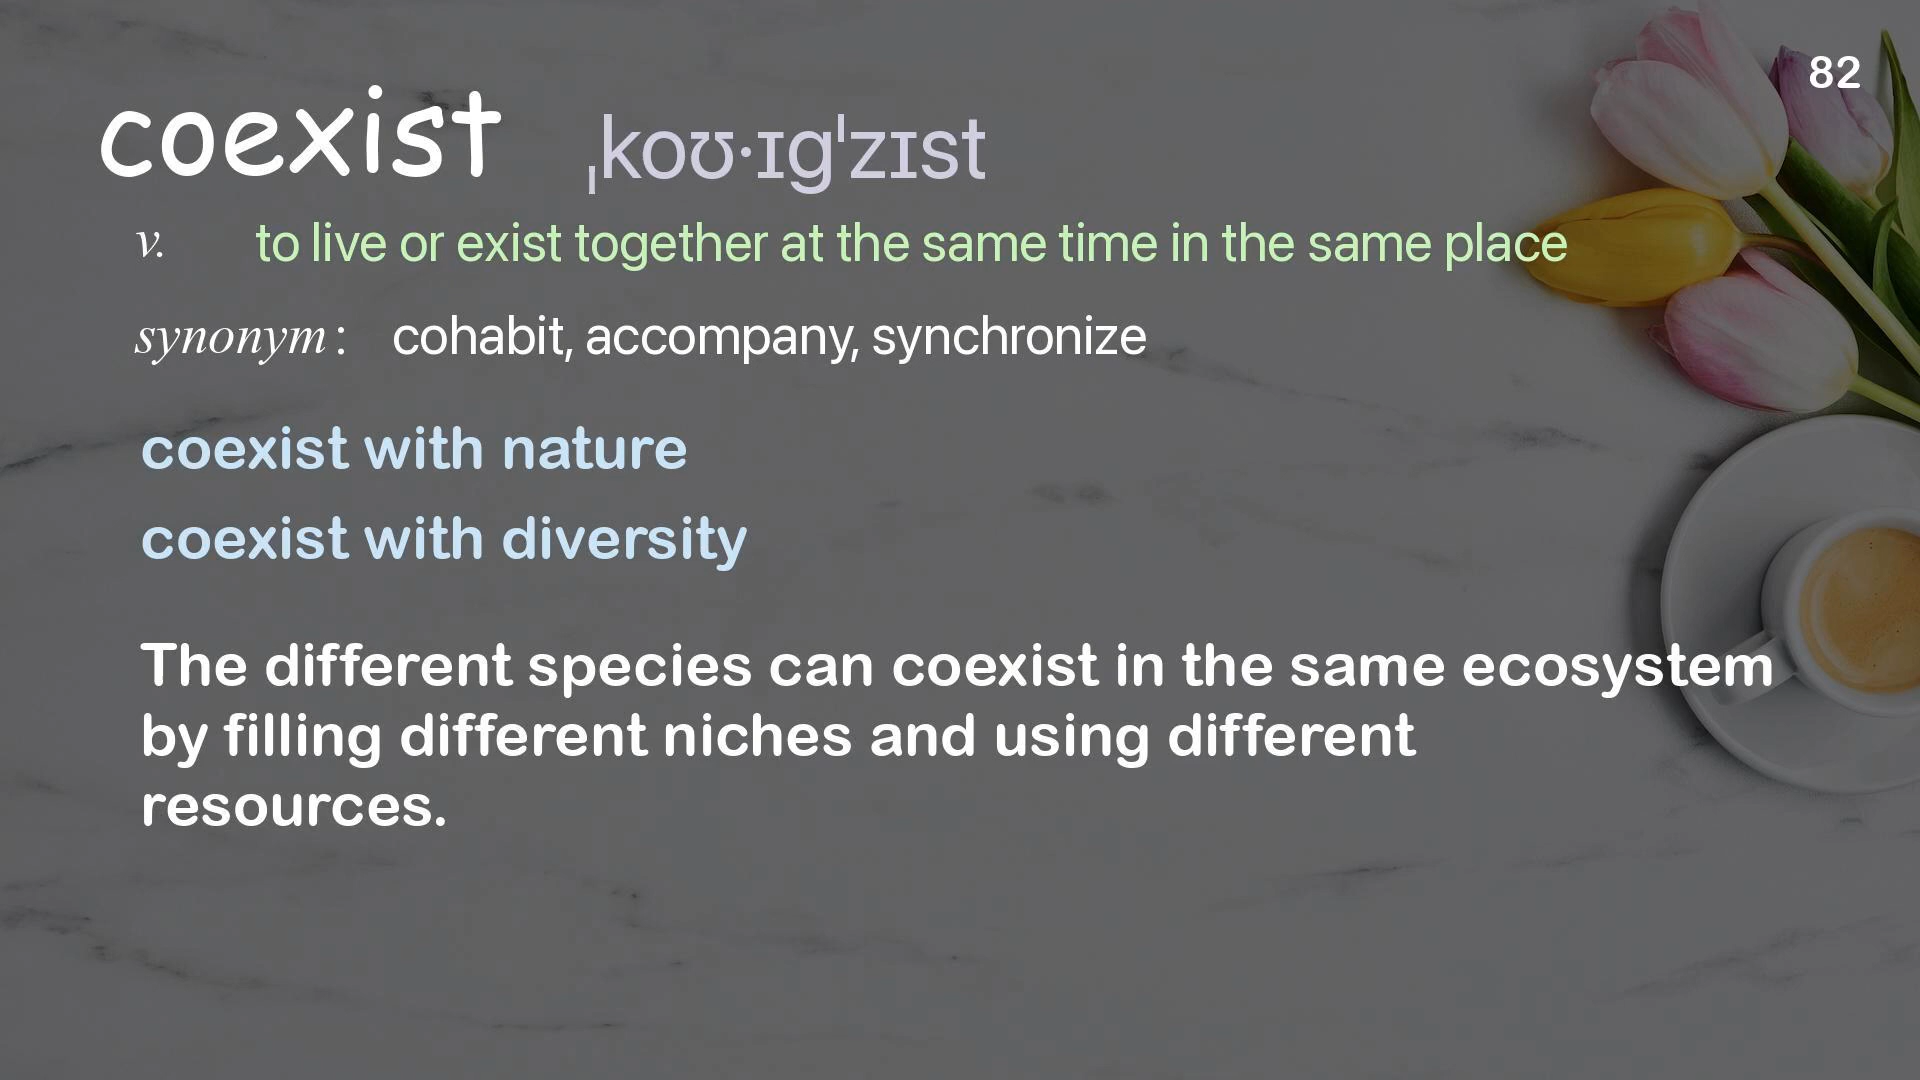 82
coexist ˌkoʊ·ɪgˈzɪst
v. to live or exist together at the same time in the same place
synonym : cohabit, accompany, synchronize
coexist with nature
coexist with diversity
The different species can coexist in the same ecosystem
by filling different niches and using different
resources.